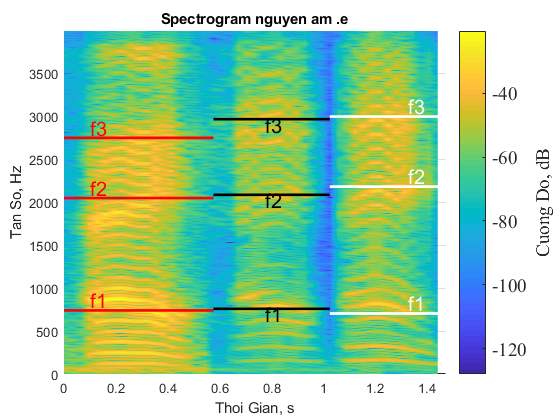 Spectrogram nguyen am .e
3500
3000
2500
2000
1500
1000
500
0
Tan So, Hz
f3
f2
f1
f3
f2
f1
f3
f2
f1
0
0.2
0.4
0.6
0.8
1
1.2
1.4
Thoi Gian, s
-40
-60
-80
-100
-120
Cuong Do, dB